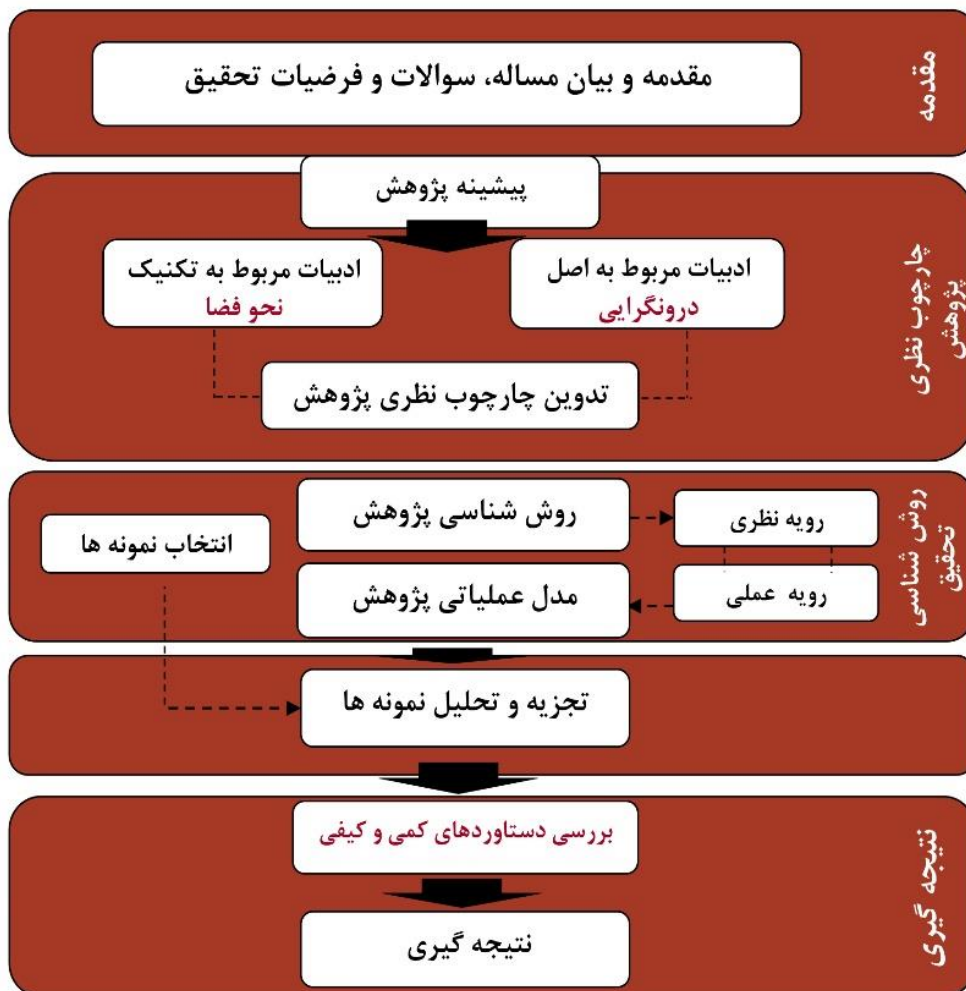 مقدمه
مقدمه و بیان مساله، سوالات و فرضیات تحقیق
چارچوب نظری
پژوهش
پیشینه پژوهش
ادبیات مربوط به اصل
درونگرایی
ادبیات مربوط به تکنیک
نحو فضا
تدوین چارچوب نظری پژوهش
روش شناسی
تحقیق
روش شناسی پژوهش
رویه نظری
انتخاب نمونه ها
مدل عملیاتی پژوهش
رویه عملی
تجزیه و تحلیل نمونه ها
نتیجه گیری
بررسی دستاوردهای کمی و کیفی
نتیجه گیری